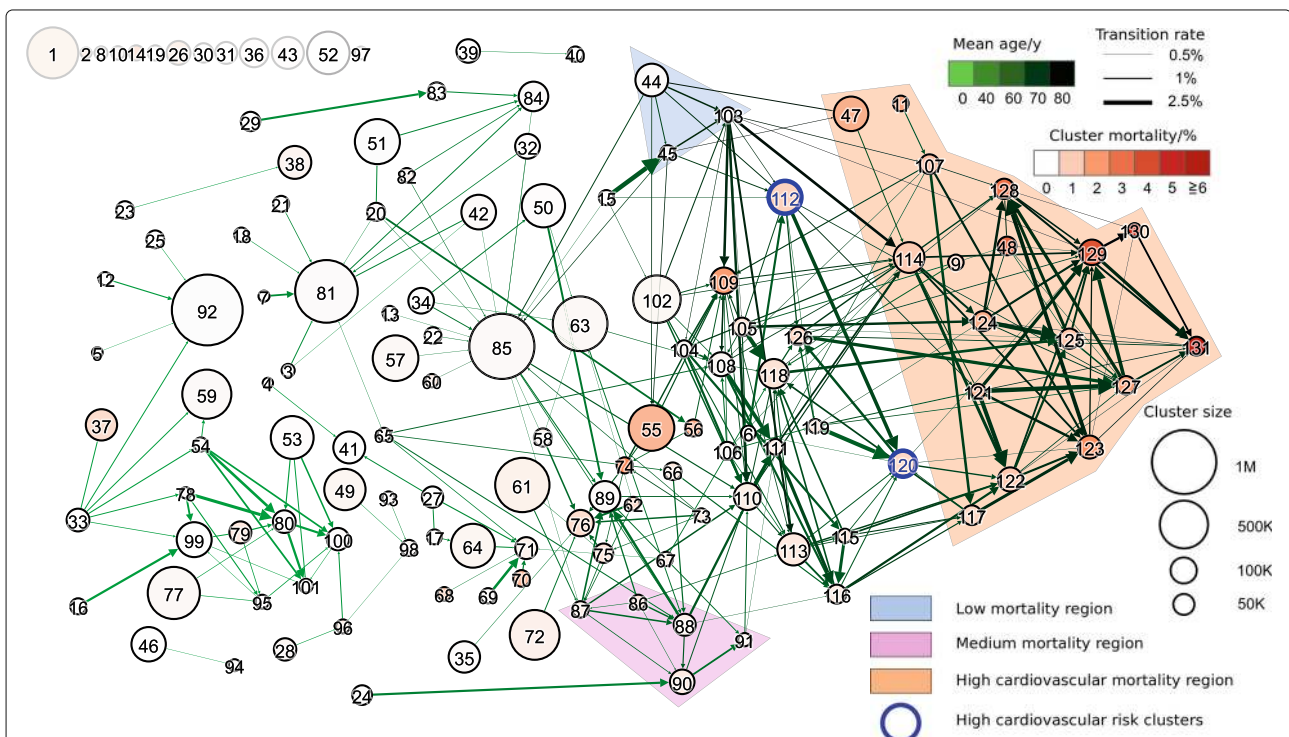 1 2 8 10 14 19 26 30 31 36 43 52 97
39 40
Mean age/y
0 40 60 70 80
Transition rate
0.5%
1%
2.5%
Cluster mortality/%
0 1 2 3 4 5 ≧6
44 83 84 29 47 11
103 51 32 45 107
38 82 15 112 128
23 21 20 42 50
25 18 48 130 129
114 9
12 7 92 81 34 13 63 102 109
105 124
5 22 57 85 104 126 125 131
60 108 118
4 3 59 121 127
37 54 53 41 65 58 55 56 6 119
106 111 123
74 66 120
78 49 93 27 61 89 62 110 122
33 80 76 73 117
99 79 100 98 17 64 71 75 67 113 115
101 70
16 77 95 68 69 87 86 116
46 96 28 35 72 88 91
94 24 90
Cluster size
1M
500K
100K
50K
Low mortality region
Medium mortality region
High cardiovascular mortality region
High cardiovascular risk clusters